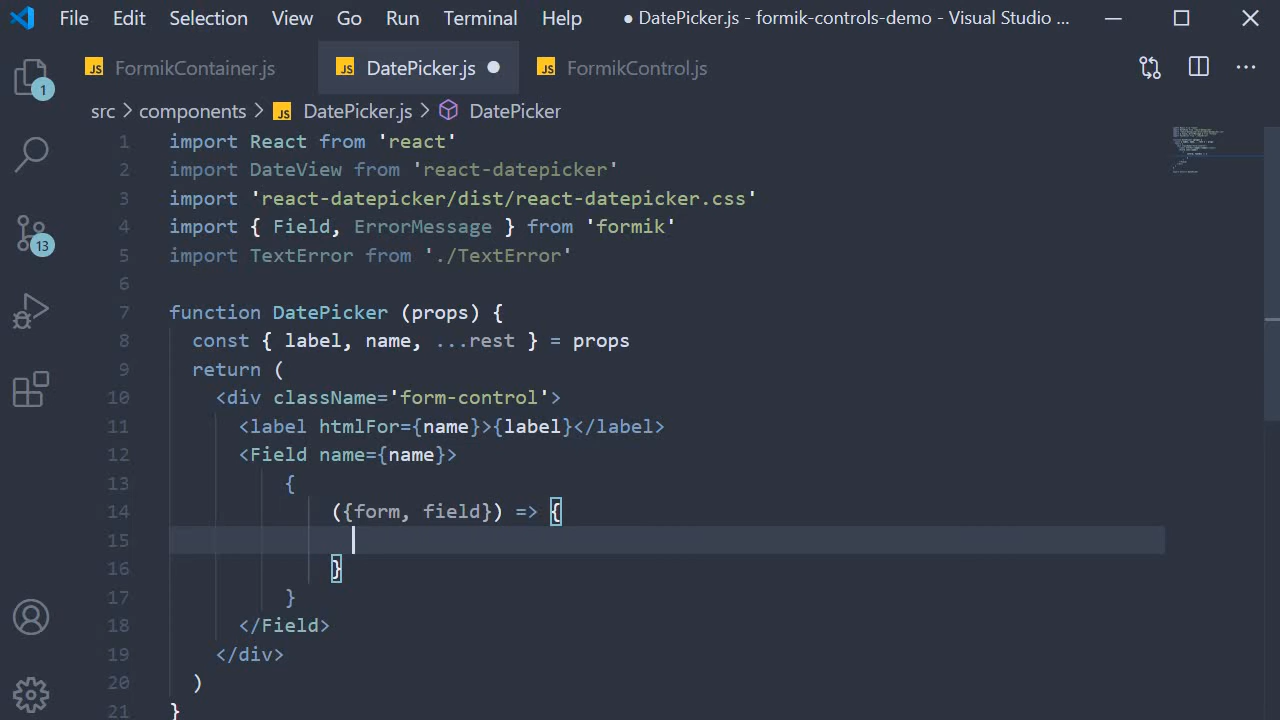 File Edit Selection View Go Run Terminal Help ● DatePicker.js - formik-controls-demo - Visual Studio ...
JS FormikContainer.js JS DatePicker.js ● JS FormikControl.js
src > components > JS DatePicker.js > DatePicker
1 import React from 'react'
2 import DateView from 'react-datepicker'
3 import 'react-datepicker/dist/react-datepicker.css'
4 import { Field, ErrorMessage } from 'formik'
5 import TextError from './TextError'
6
7 function DatePicker (props) {
8 const { label, name, ...rest } = props
9 return (
10 <div className='form-control'>
11 <label htmlFor={name}>{label}</label>
12 <Field name={name}>
13 {
14 ({form, field}) => {
15
16 }
17 }
18 </Field>
19 </div>
20 )
21 }
1
13